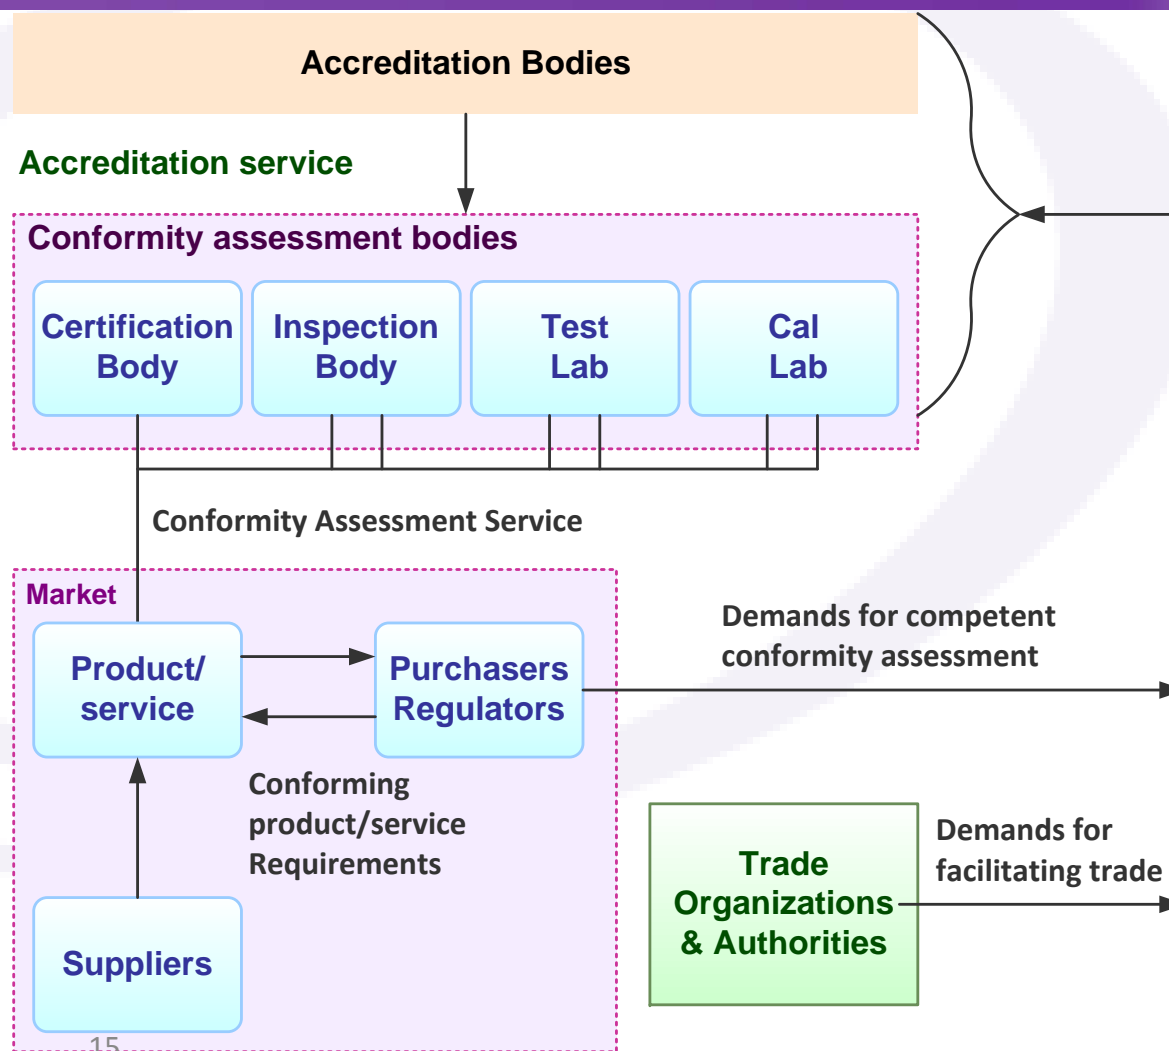 Accreditation Bodies
Accreditation service
Conformity assessment bodies
Certification
Body
Inspection
Body
Test
Lab
Cal
Lab
Conformity Assessment Service
Market
Product/
service
Purchasers
Regulators
Demands for competent
conformity assessment
Conforming
product/service
Requirements
Suppliers
Trade
Organizations
& Authorities
Demands for
facilitating trade
15